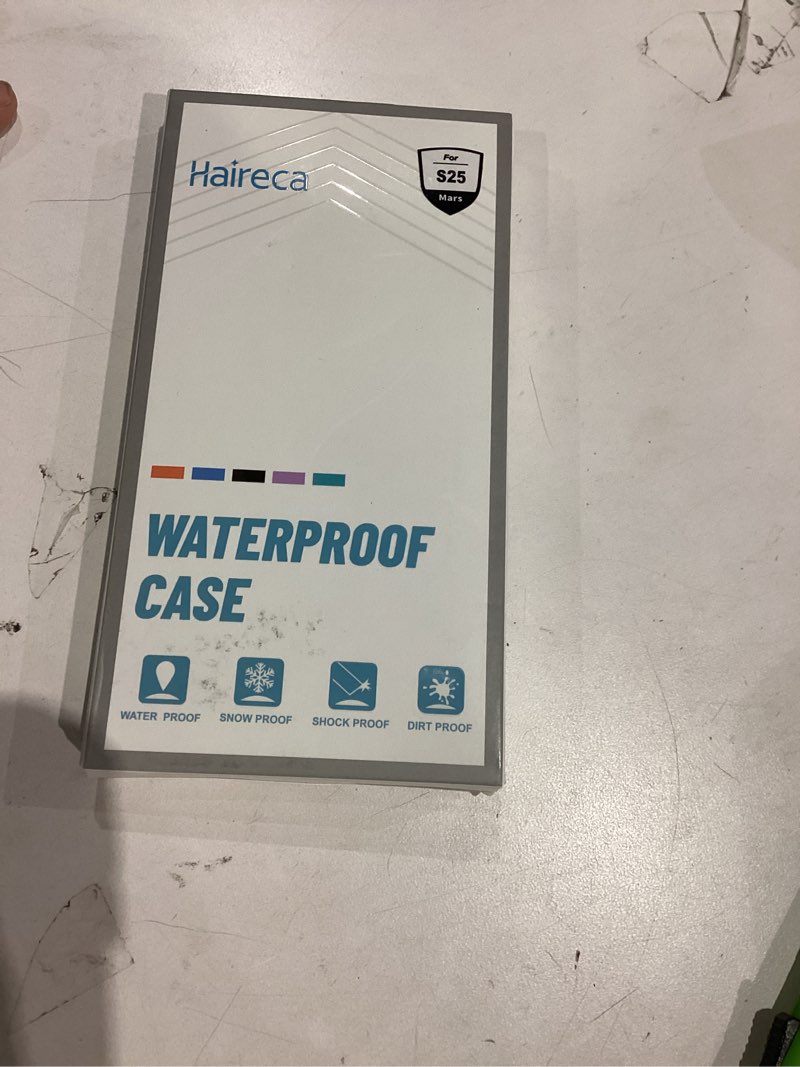 Haireca
For
S25
Mars
WATERPROOF
CASE
WATER PROOF
SNOW PROOF
SHOCK PROOF
DIRT PROOF